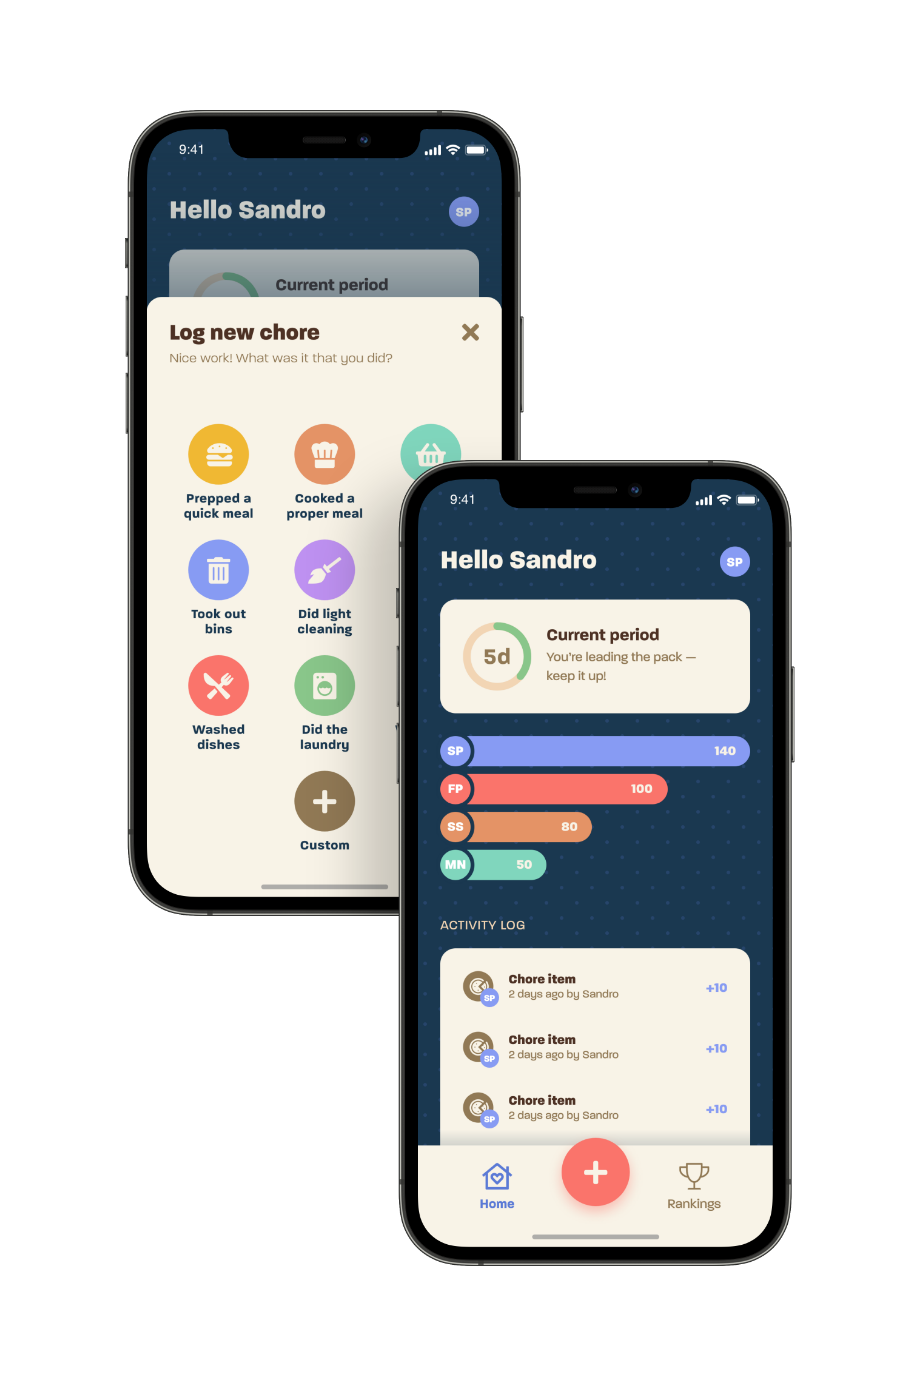 9:41
Hello Sandro
SP
Current period
Log new chore
Nice work! What was it that you did?
Prepped a
quick meal
Cooked a
proper meal
Took out
bins
Did light
cleaning
Washed
dishes
Did the
laundry
Custom
9:41
Hello Sandro
SP
5d
Current period
You're leading the pack —
keep it up!
SP
140
FP
100
SS
80
MN
50
ACTIVITY LOG
Chore item
SP
2 days ago by Sandro
+10
Chore item
SP
2 days ago by Sandro
+10
Chore item
SP
2 days ago by Sandro
+10
Home
Rankings